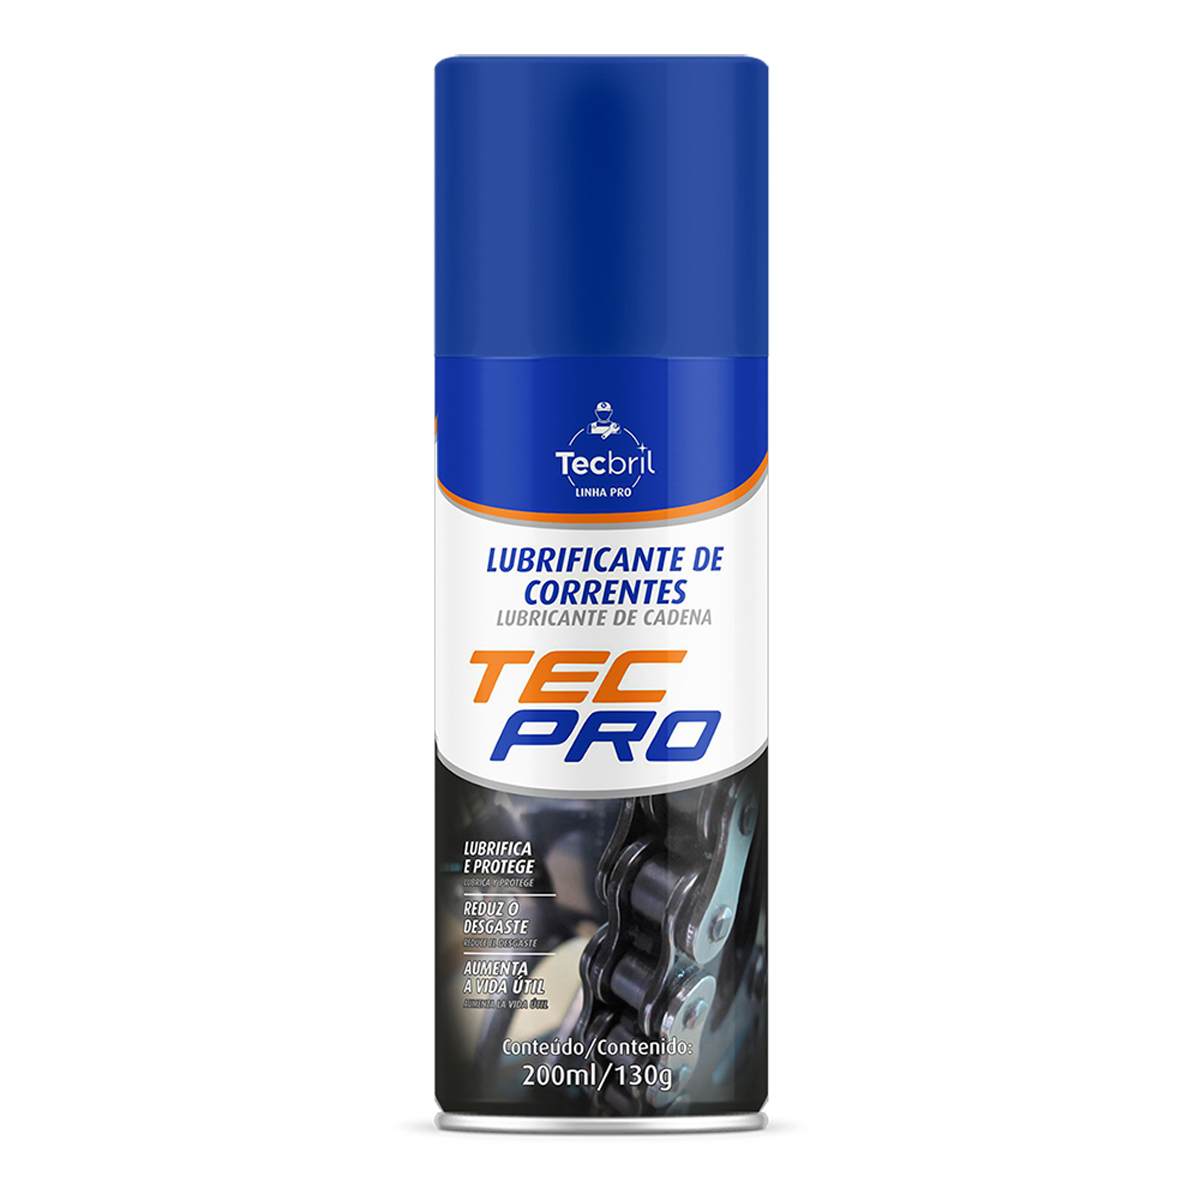 Tecbril
LINHA PRO
LUBRIFICANTE DE
CORRENTES
LUBRICANTE DE CADENA
TEC
PRO
LUBRIFICA
E PROTEGE
LUBRICA Y PROTEGE
REDUZ O
DESGASTE
REDUCE EL DESGASTE
AUMENTA
A VIDA ÚTIL
AUMENTA LA VIDA ÚTIL
Conteúdo/Contenido:
200ml/130g